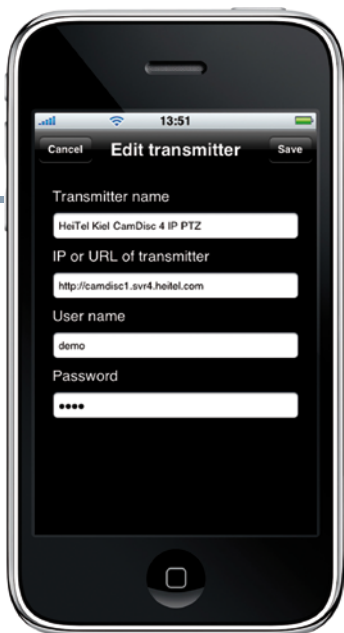 13:51
Cancel Edit transmitter Save
Transmitter name
HeiTel Kiel CamDisc 4 IP PTZ
IP or URL of transmitter
http://camdisc1.svr4.heitel.com
User name
demo
Password
••••